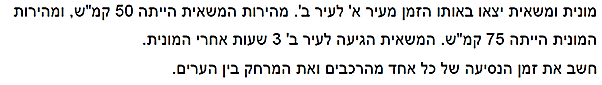 מונית ומשאית יצאו באותו הזמן מעיר א' לעיר ב'. מהירות המשאית הייתה 50 קמ"ש, ומהירות
המונית הייתה 75 קמ"ש. המשאית הגיעה לעיר ב' 3 שעות אחרי המונית.
חשב את זמן הנסיעה של כל אחד מהרכבים ואת המרחק בין הערים.